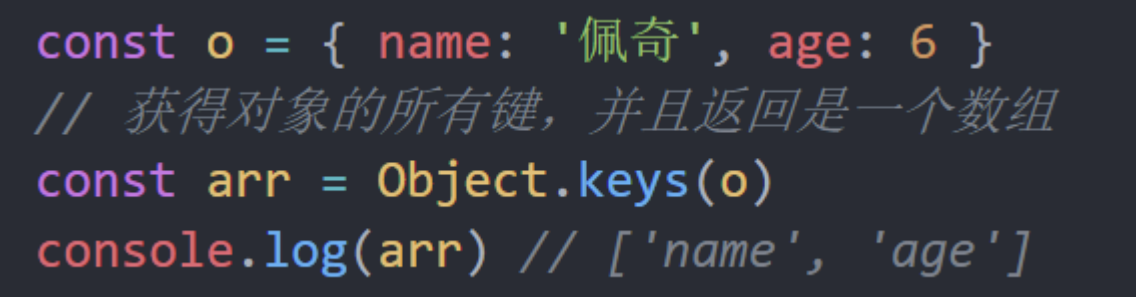 const o = { name: '佩奇', age: 6 }
// 获得对象的所有键，并且返回是一个数组
const arr = Object.keys(o)
console.log(arr) // ['name', 'age']